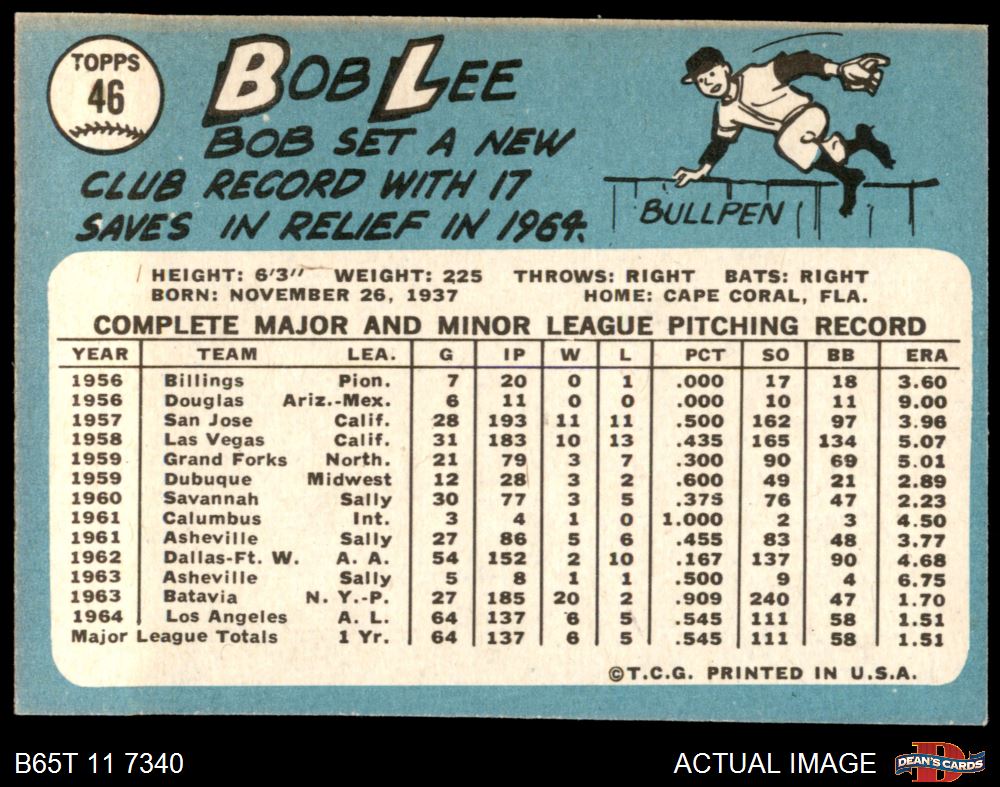 TOPPS
46
BOB LEE
BOB SET A NEW
CLUB RECORD WITH 17
SAVES IN RELIEF IN 1964.
BULLPEN
HEIGHT: 6'3" WEIGHT: 225 THROWS: RIGHT BATS: RIGHT
BORN: NOVEMBER 26, 1937 HOME: CAPE CORAL, FLA.
COMPLETE MAJOR AND MINOR LEAGUE PITCHING RECORD
YEAR TEAM LEA. G IP W L PCT SO BB ERA
1956 Billings Pion. 7 20 0 1 .000 17 18 3.60
1956 Douglas Ariz.-Mex. 6 11 0 0 .000 10 11 9.00
1957 San Jose Calif. 28 193 11 11 .500 162 97 3.96
1958 Las Vegas Calif. 31 183 10 13 .435 165 134 5.07
1959 Grand Forks North. 21 79 3 7 .300 90 69 5.01
1959 Dubuque Midwest 12 28 3 2 .600 49 21 2.89
1960 Savannah Sally 30 77 3 5 .375 76 47 2.23
1961 Calumbus Int. 3 4 1 0 1.000 2 3 4.50
1961 Asheville Sally 27 86 5 6 .455 83 48 3.77
1962 Dallas-Ft. W. A. A. 54 152 2 10 .167 137 90 4.68
1963 Asheville Sally 5 8 1 1 .500 9 4 6.75
1963 Batavia N. Y.-P. 27 185 20 2 .909 240 47 1.70
1964 Los Angeles A. L. 64 137 6 5 .545 111 58 1.51
Major League Totals 1 Yr. 64 137 6 5 .545 111 58 1.51
©T.C.G. PRINTED IN U.S.A.
B65T 11 7340
ACTUAL IMAGE
D
DEAN'S CARDS